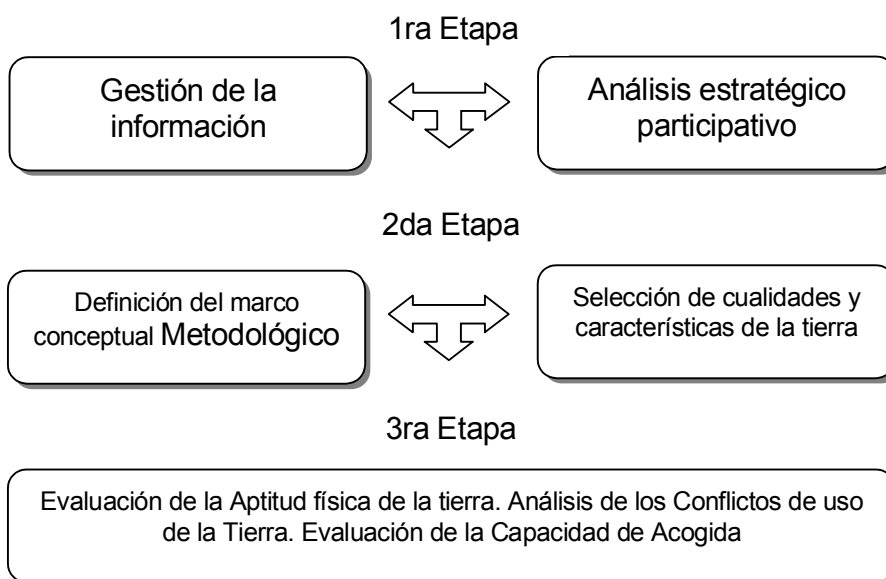 1ra Etapa
Gestión de la
información
Análisis estratégico
participativo
2da Etapa
Definición del marco
conceptual Metodológico
Selección de cualidades y
características de la tierra
3ra Etapa
Evaluación de la Aptitud física de la tierra. Análisis de los Conflictos de uso
de la Tierra. Evaluación de la Capacidad de Acogida